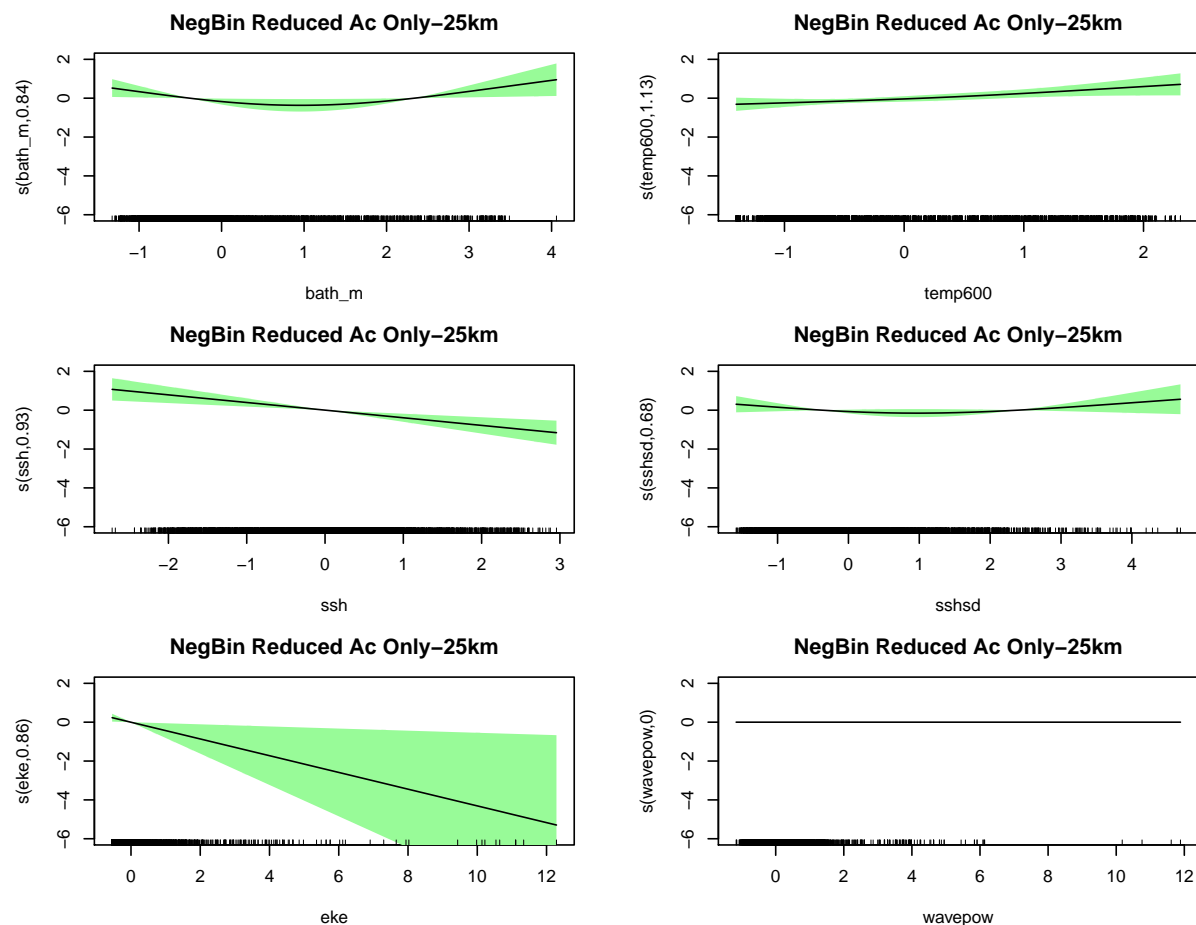 NegBin Reduced Ac Only−25km
s(bath_m,0.84)
2
0
−2
−4
−6
−1 0 1 2 3 4
bath_m
NegBin Reduced Ac Only−25km
s(temp600,1.13)
2
0
−2
−4
−6
−1 0 1 2
temp600
NegBin Reduced Ac Only−25km
s(ssh,0.93)
2
0
−2
−4
−6
−2 −1 0 1 2 3
ssh
NegBin Reduced Ac Only−25km
s(sshsd,0.68)
2
0
−2
−4
−6
−1 0 1 2 3 4
sshsd
NegBin Reduced Ac Only−25km
s(eke,0.86)
2
0
−2
−4
−6
0 2 4 6 8 10 12
eke
NegBin Reduced Ac Only−25km
s(wavepow,0)
2
0
−2
−4
−6
0 2 4 6 8 10 12
wavepow